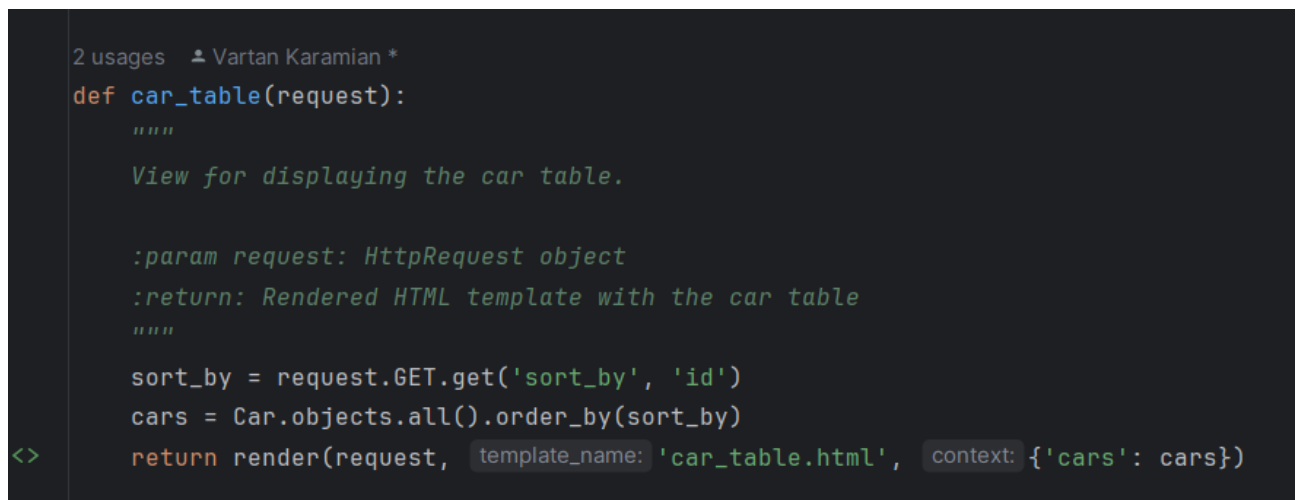 2 usages Vartan Karamian *
def car_table(request):
"""
View for displaying the car table.
:param request: HttpRequest object
:return: Rendered HTML template with the car table
"""
sort_by = request.GET.get('sort_by', 'id')
cars = Car.objects.all().order_by(sort_by)
<> return render(request, template_name: 'car_table.html', context: {'cars': cars})